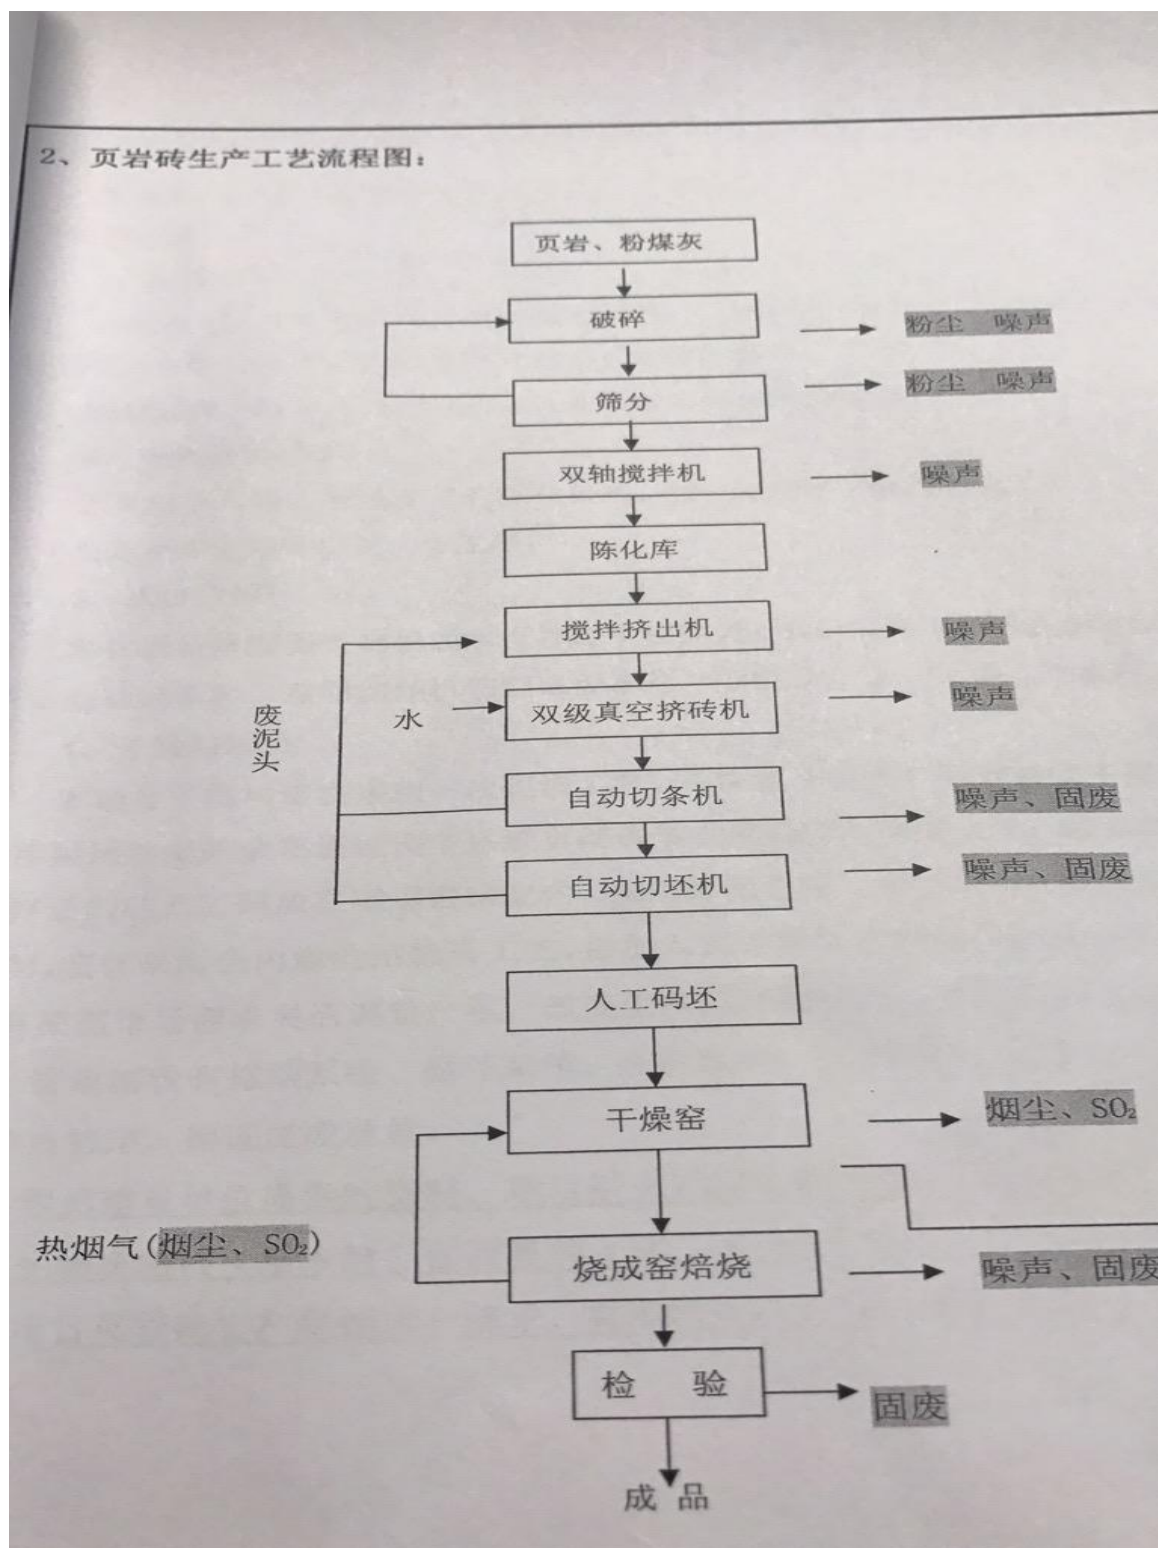 2、页岩砖生产工艺流程图:
页岩、粉煤灰
破碎
粉尘 噪声
筛分
粉尘 噪声
双轴搅拌机
噪声
陈化库
搅拌挤出机
噪声
废泥头
水
双级真空挤砖机
噪声
自动切条机
噪声、固废
自动切坯机
噪声、固废
人工码坯
干燥窑
烟尘、SO₂
热烟气(烟尘、SO₂)
烧成窑焙烧
噪声、固废
检 验
固废
成 品